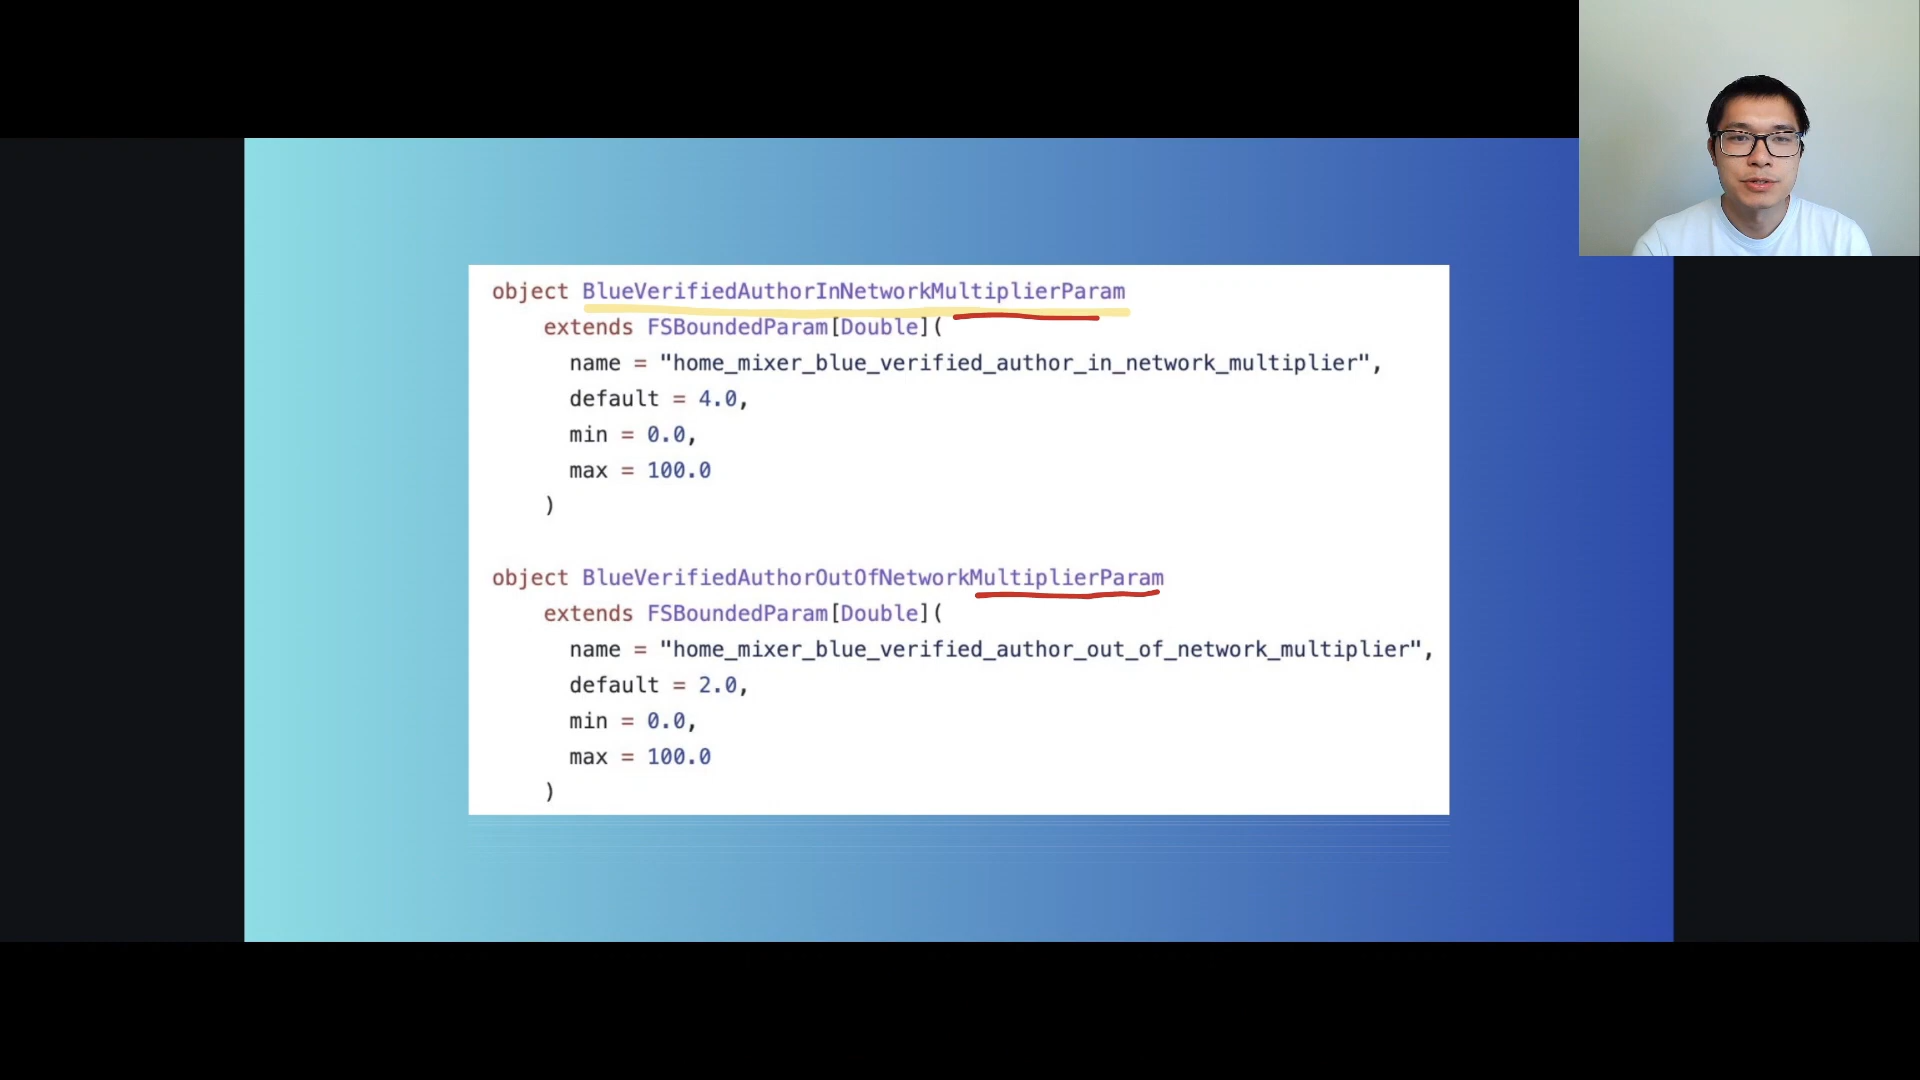 object BlueVerifiedAuthorInNetworkMultiplierParam
extends FSBoundedParam[Double](
name = "home_mixer_blue_verified_author_in_network_multiplier",
default = 4.0,
min = 0.0,
max = 100.0
)
object BlueVerifiedAuthorOutOfNetworkMultiplierParam
extends FSBoundedParam[Double](
name = "home_mixer_blue_verified_author_out_of_network_multiplier",
default = 2.0,
min = 0.0,
max = 100.0
)